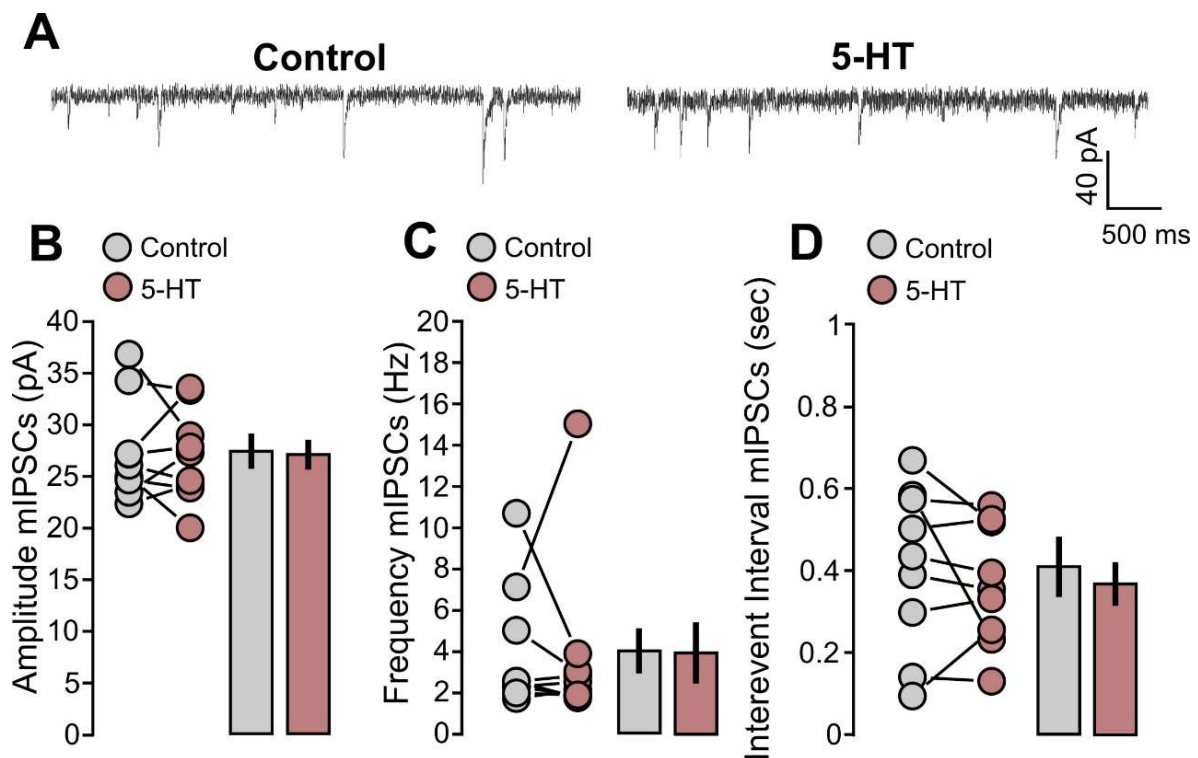 A
Control
5-HT
40 pA
500 ms
B
Control
5-HT
Amplitude mIPSCs (pA)
40
35
30
25
20
15
10
5
0
C
Control
5-HT
Frequency mIPSCs (Hz)
20
18
16
14
12
10
8
6
4
2
0
D
Control
5-HT
Interevent Interval mIPSCs (sec)
1
0.8
0.6
0.4
0.2
0